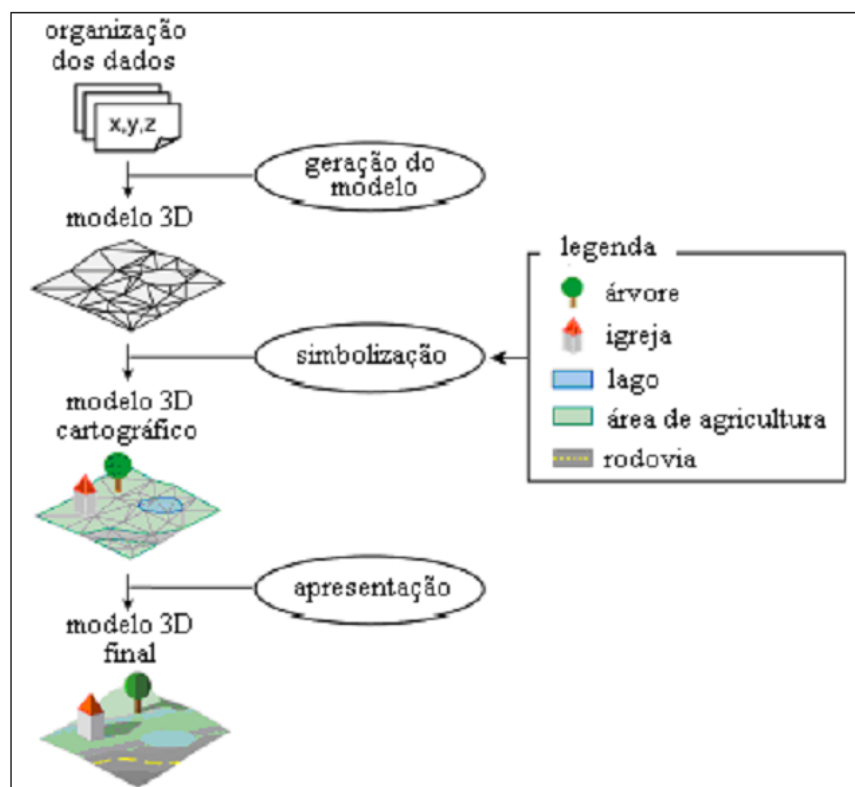 organização
dos dados
x,y,z
geração do
modelo
modelo 3D
legenda
árvore
igreja
lago
área de agricultura
rodovia
simbolização
modelo 3D
cartográfico
apresentação
modelo 3D
final